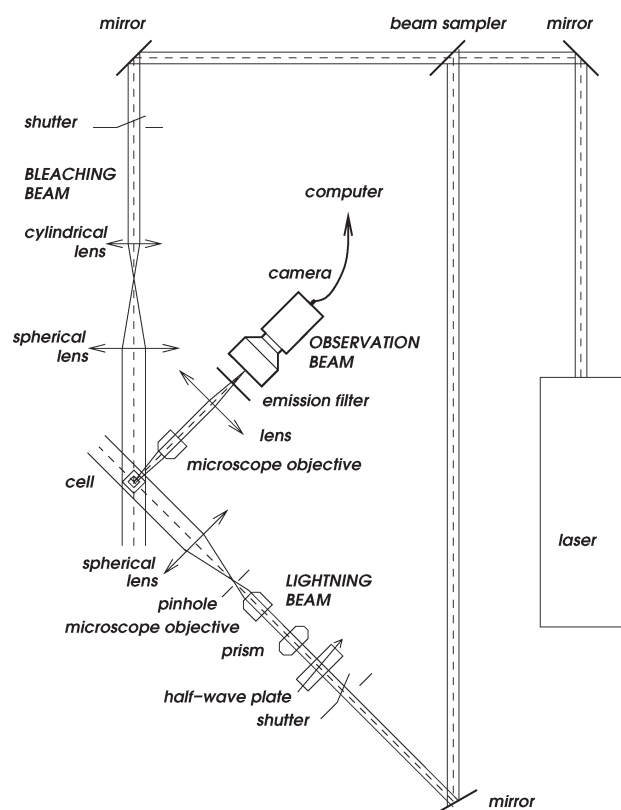 mirror
beam sampler
mirror
shutter
BLEACHING
BEAM
computer
cylindrical
lens
camera
spherical
lens
OBSERVATION
BEAM
emission filter
lens
microscope objective
cell
laser
spherical
lens
LIGHTNING
BEAM
pinhole
microscope objective
prism
half–wave plate
shutter
mirror